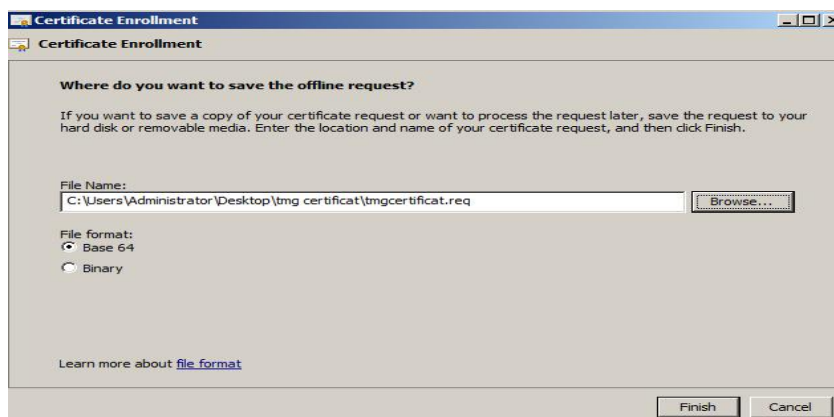 Certificate Enrollment
Certificate Enrollment
Where do you want to save the offline request?
If you want to save a copy of your certificate request or want to process the request later, save the request to your
hard disk or removable media. Enter the location and name of your certificate request, and then click Finish.
File Name:
C:\Users\Administrator\Desktop\tmg certificat\tmgcertificat.req
Browse...
File format:
Base 64
Binary
Learn more about file format
Finish
Cancel